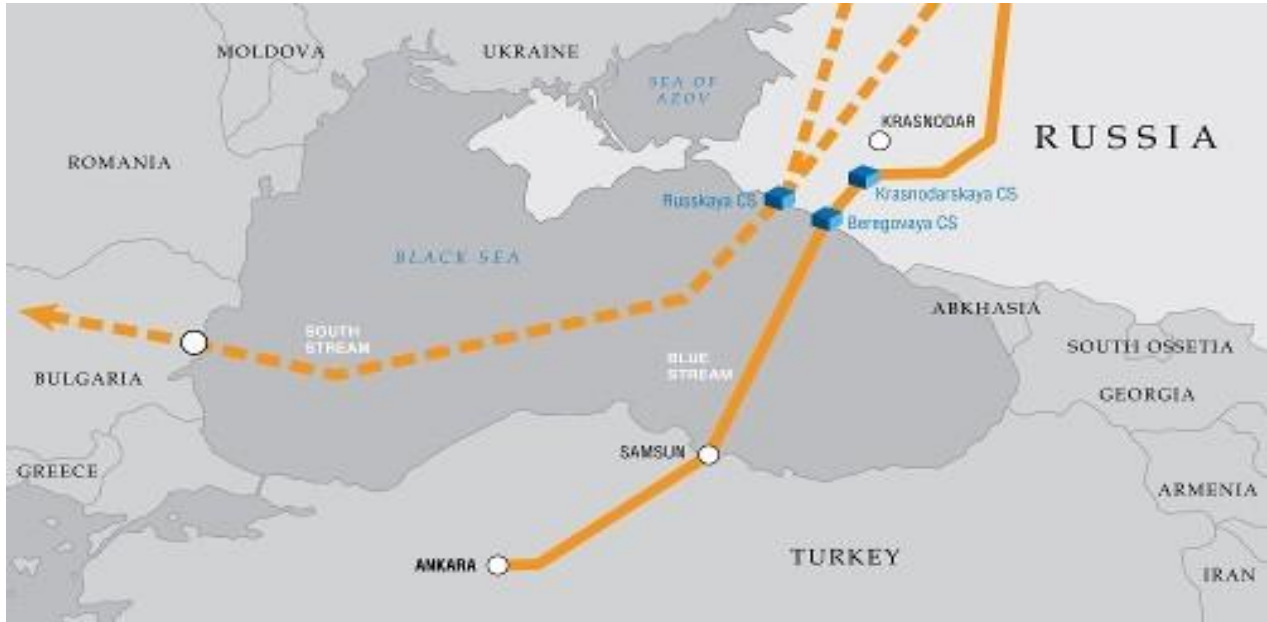 MOLDOVA
UKRAINE
SEA OF
AZOV
KRASNODAR
RUSSIA
ROMANIA
Russkaya CS
Krasnodarskaya CS
Beregovaya CS
BLACK SEA
ABKHASIA
SOUTH
STREAM
SOUTH OSSETIA
BLUE
STREAM
BULGARIA
GEORGIA
SAMSUN
GREECE
ARMENIA
ANKARA
TURKEY
IRAN